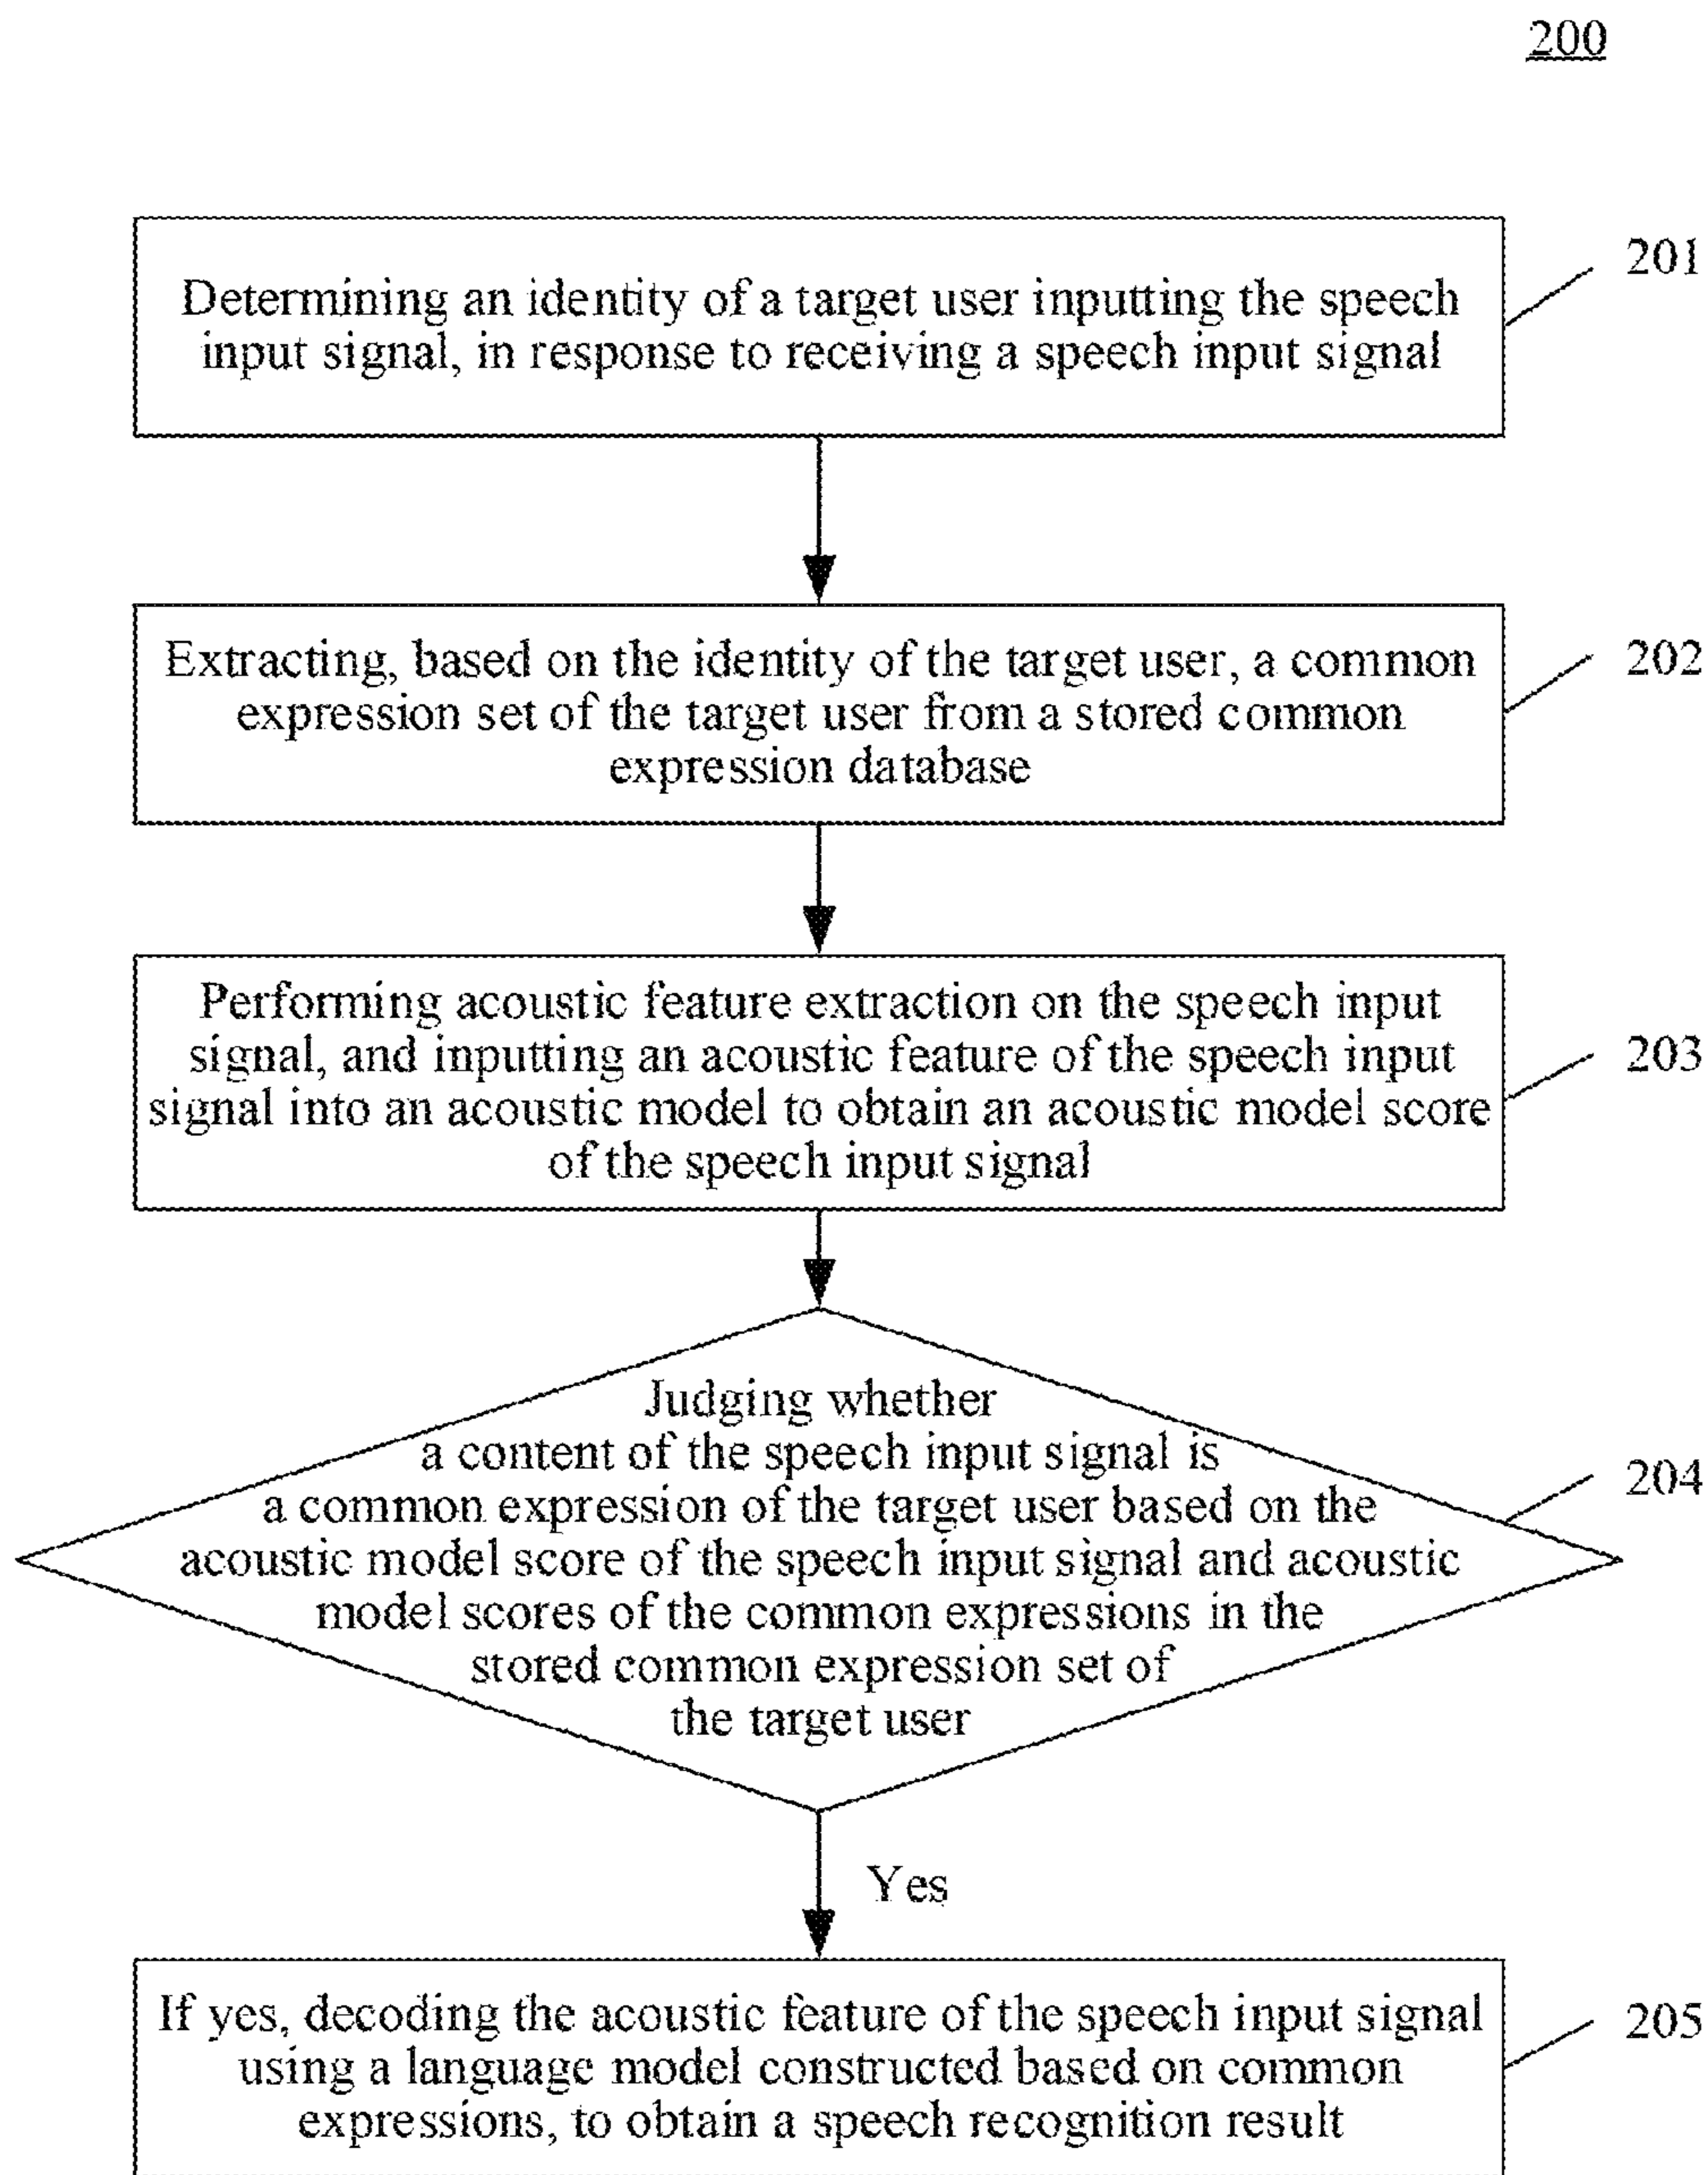 200
Determining an identity of a target user inputting the speech
input signal, in response to receiving a speech input signal
201
Extracting, based on the identity of the target user, a common
expression set of the target user from a stored common
expression database
202
Performing acoustic feature extraction on the speech input
signal, and inputting an acoustic feature of the speech input
signal into an acoustic model to obtain an acoustic model score
of the speech input signal
203
Judging whether
a content of the speech input signal is
a common expression of the target user based on the
acoustic model score of the speech input signal and acoustic
model scores of the common expressions in the
stored common expression set of
the target user
204
Yes
If yes, decoding the acoustic feature of the speech input signal
using a language model constructed based on common
expressions, to obtain a speech recognition result
205